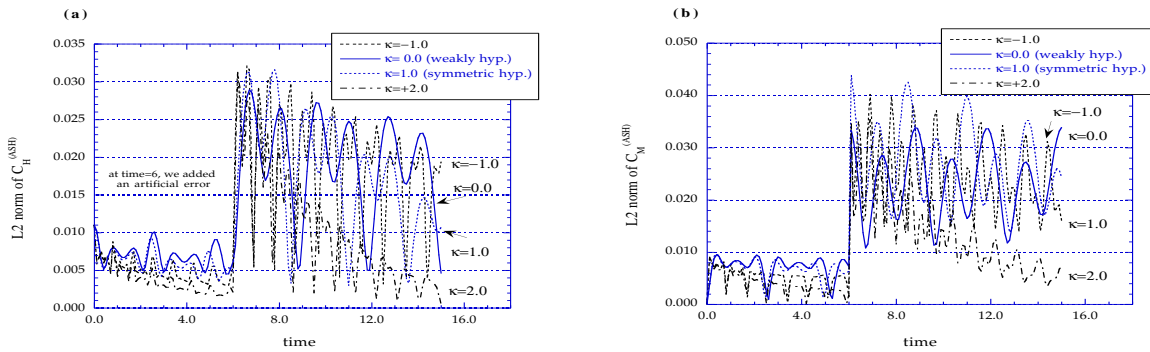 (a)
κ=−1.0
κ= 0.0 (weakly hyp.)
κ=1.0 (symmetric hyp.)
κ=+2.0
0.035
0.030
0.025
0.020
0.015
0.010
0.005
0.000
L2 norm of C_H^(ASH)
at time=6, we added
an artificial error
κ=−1.0
κ=0.0
κ=1.0
κ=2.0
0.0
4.0
8.0
12.0
16.0
time
(b)
κ=−1.0
κ=0.0 (weakly hyp.)
κ=1.0 (symmetric hyp.)
κ=+2.0
0.050
0.040
0.030
0.020
0.010
0.000
L2 norm of C_M^(ASH)
κ=−1.0
κ=0.0
κ=1.0
κ=2.0
0.0
4.0
8.0
12.0
16.0
time